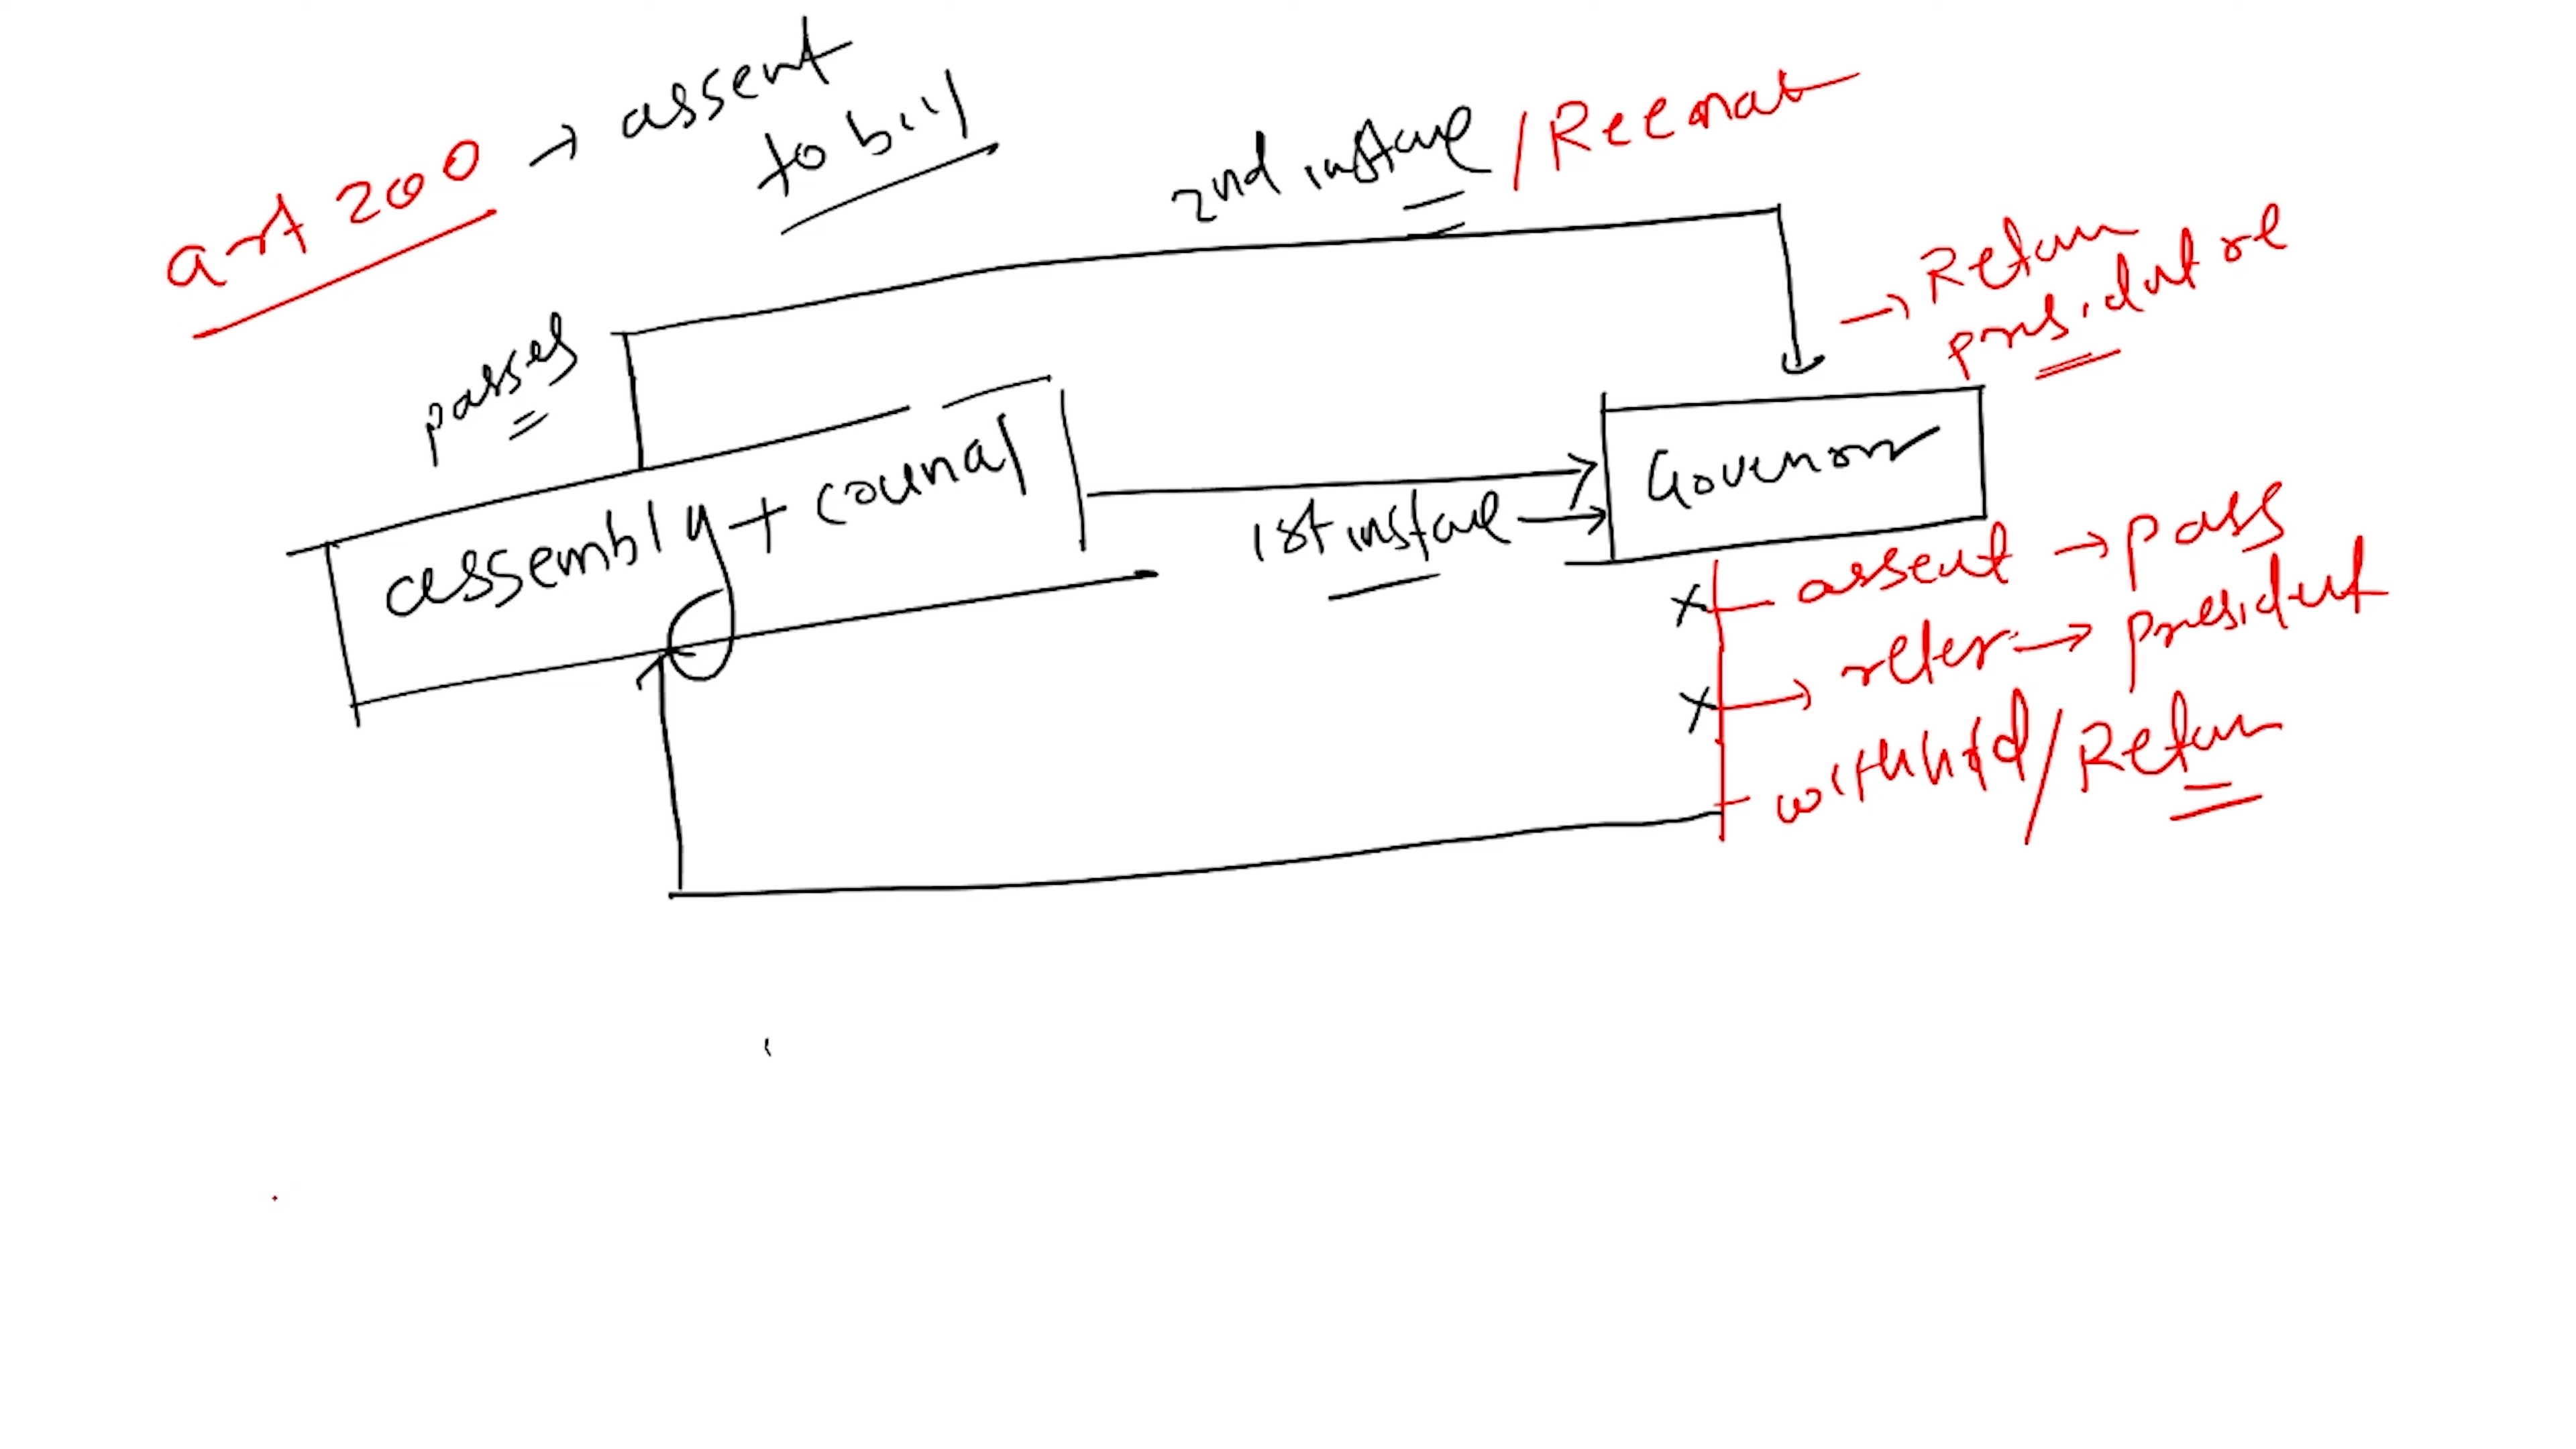 art 200 → assent
to bill
2nd instance / Reenact
→ Return
president re
passes
assembly + council
1st instance →
Governor
x assent → pass
x → refer → president
withhold / Return